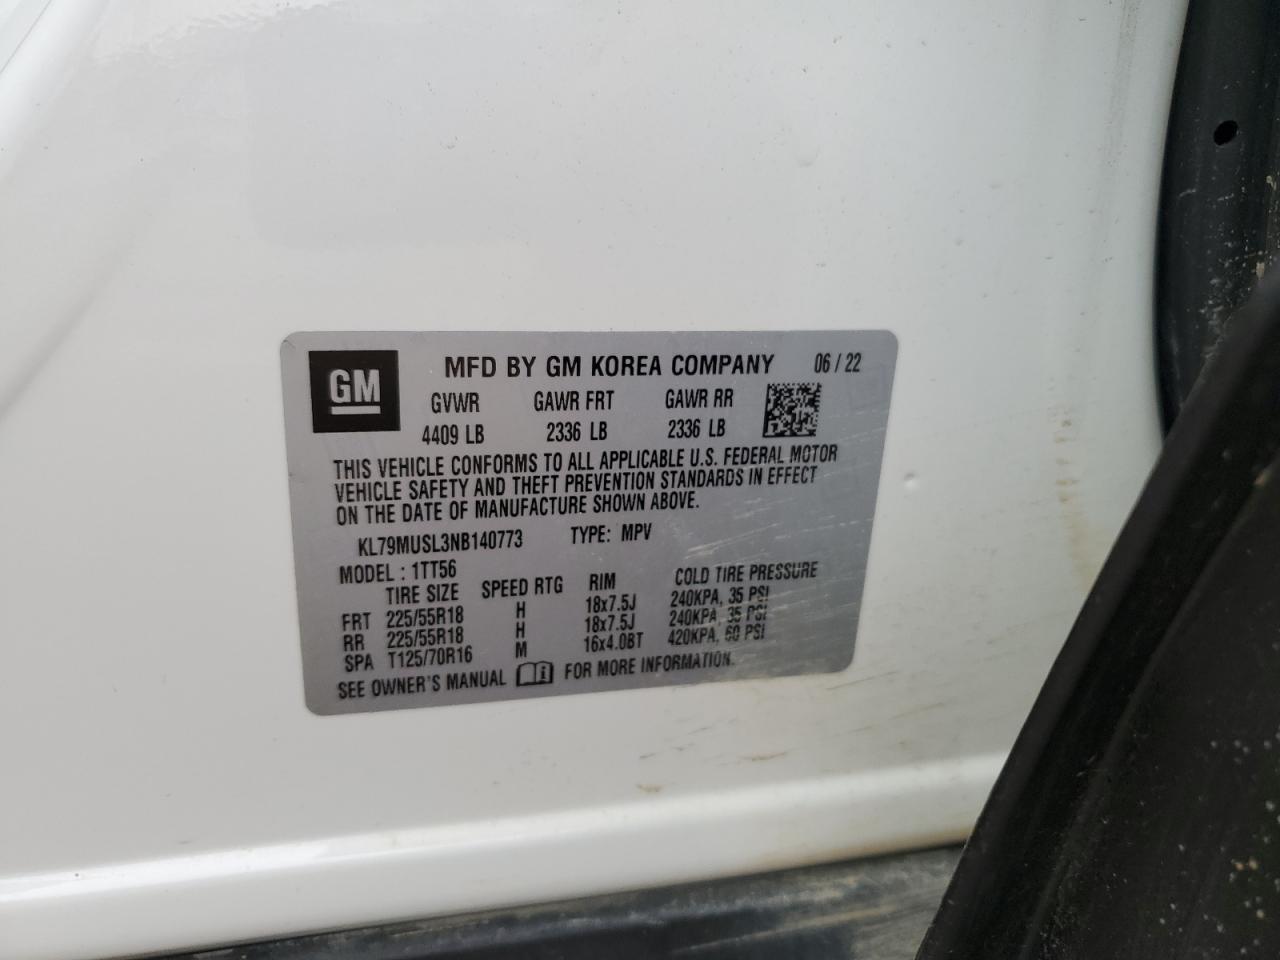 GM MFD BY GM KOREA COMPANY 06 / 22
GVWR GAWR FRT GAWR RR
4409 LB 2336 LB 2336 LB
THIS VEHICLE CONFORMS TO ALL APPLICABLE U.S. FEDERAL MOTOR
VEHICLE SAFETY AND THEFT PREVENTION STANDARDS IN EFFECT
ON THE DATE OF MANUFACTURE SHOWN ABOVE.
KL79MUSL3NB140773 TYPE: MPV
MODEL : 1TT56
TIRE SIZE SPEED RTG RIM COLD TIRE PRESSURE
FRT 225/55R18 H 18x7.5J 240KPA, 35 PSI
RR 225/55R18 H 18x7.5J 240KPA, 35 PSI
SPA T125/70R16 M 16x4.0BT 420KPA, 60 PSI
SEE OWNER'S MANUAL FOR MORE INFORMATION.